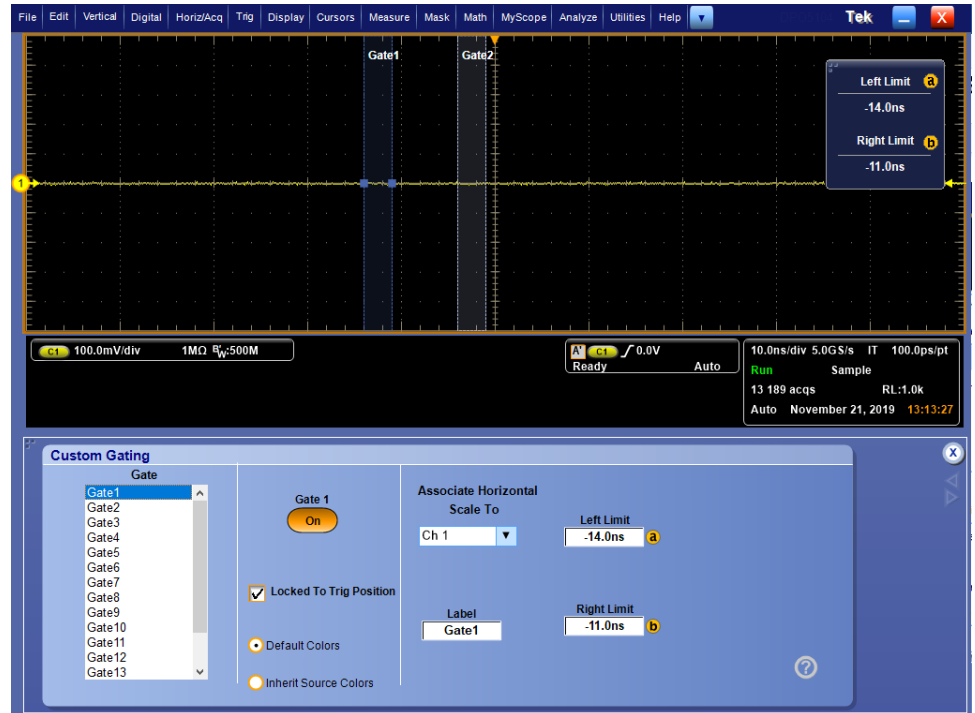 File Edit Vertical Digital Horiz/Acq Trig Display Cursors Measure Mask Math MyScope Analyze Utilities Help Tek X
Gate1 Gate2
Left Limit a
-14.0ns
Right Limit b
-11.0ns
1
C1 100.0mV/div 1MΩ BW:500M
A' C1 0.0V
Ready Auto
10.0ns/div 5.0GS/s IT 100.0ps/pt
Run Sample
13 189 acqs RL:1.0k
Auto November 21, 2019 13:13:27
Custom Gating
X
Gate
Gate1
Gate2
Gate3
Gate4
Gate5
Gate6
Gate7
Gate8
Gate9
Gate10
Gate11
Gate12
Gate13
Gate 1
On
Locked To Trig Position
Default Colors
Inherit Source Colors
Associate Horizontal
Scale To
Ch 1
Label
Gate1
Left Limit
-14.0ns a
Right Limit
-11.0ns b
?